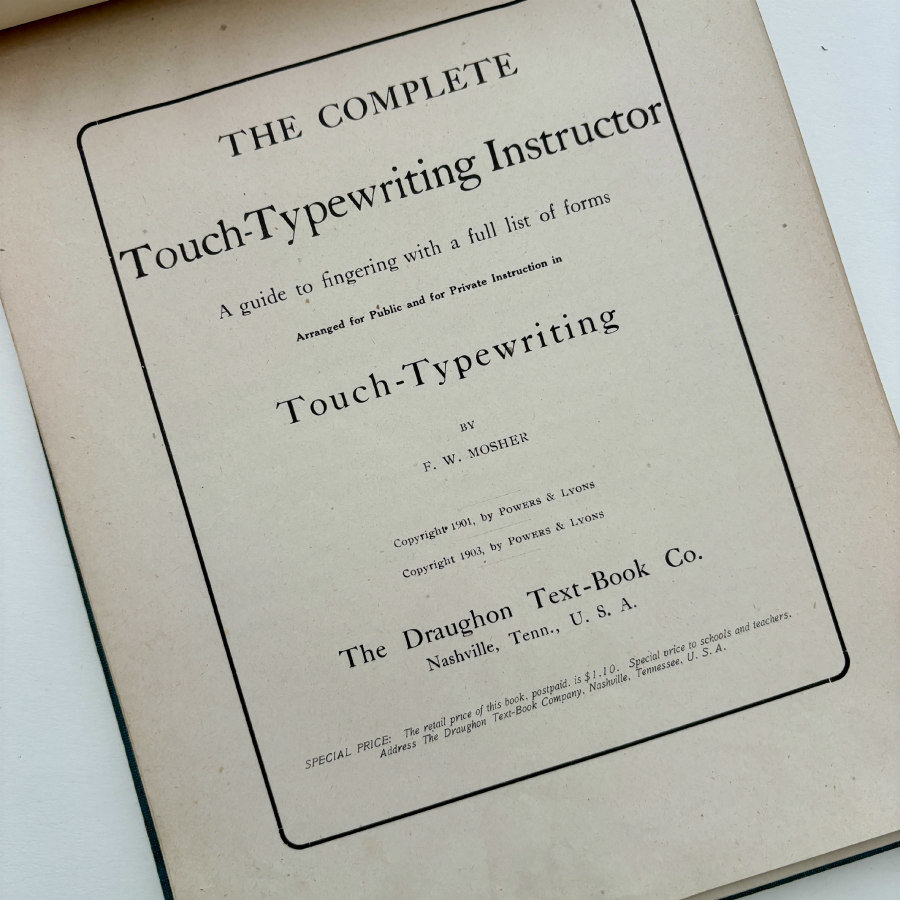 THE COMPLETE
Touch-Typewriting Instructor
A guide to fingering with a full list of forms
Arranged for Public and for Private Instruction in
Touch-Typewriting
BY
F. W. MOSHER
Copyright 1901, by POWERS & LYONS
Copyright 1903, by POWERS & LYONS
The Draughon Text-Book Co.
Nashville, Tenn., U. S. A.
SPECIAL PRICE: The retail price of this book, postpaid, is $1.10. Special price to schools and teachers.
Address The Draughon Text-Book Company, Nashville, Tennessee, U. S. A.